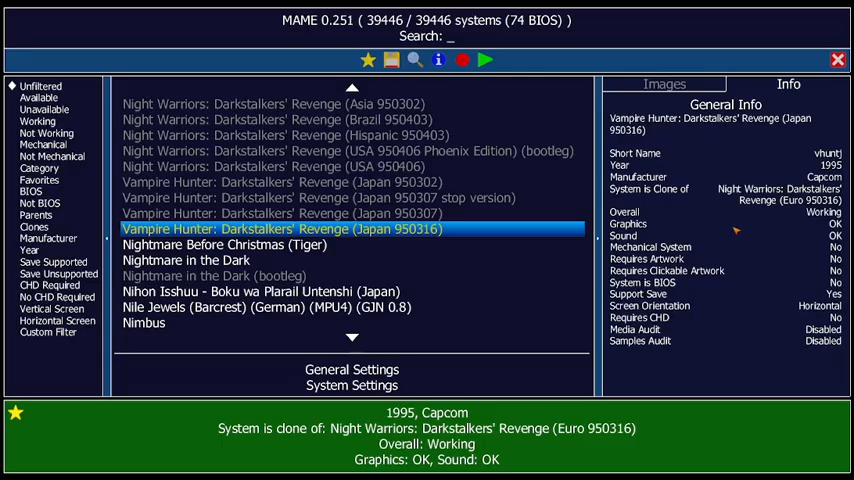 MAME 0.251 ( 39446 / 39446 systems (74 BIOS) )
Search: _
Unfiltered
Available
Unavailable
Working
Not Working
Mechanical
Not Mechanical
Category
Favorites
BIOS
Not BIOS
Parents
Clones
Manufacturer
Year
Save Supported
Save Unsupported
CHD Required
No CHD Required
Vertical Screen
Horizontal Screen
Custom Filter
Night Warriors: Darkstalkers' Revenge (Asia 950302)
Night Warriors: Darkstalkers' Revenge (Brazil 950403)
Night Warriors: Darkstalkers' Revenge (Hispanic 950403)
Night Warriors: Darkstalkers' Revenge (USA 950406 Phoenix Edition) (bootleg)
Night Warriors: Darkstalkers' Revenge (USA 950406)
Vampire Hunter: Darkstalkers' Revenge (Japan 950302)
Vampire Hunter: Darkstalkers' Revenge (Japan 950307 stop version)
Vampire Hunter: Darkstalkers' Revenge (Japan 950307)
Vampire Hunter: Darkstalkers' Revenge (Japan 950316)
Nightmare Before Christmas (Tiger)
Nightmare in the Dark
Nightmare in the Dark (bootleg)
Nihon Isshuu - Boku wa Plarail Untenshi (Japan)
Nile Jewels (Barcrest) (German) (MPU4) (GJN 0.8)
Nimbus
General Settings
System Settings
Images Info
General Info
Vampire Hunter: Darkstalkers' Revenge (Japan
950316)
Short Name vhuntj
Year 1995
Manufacturer Capcom
System is Clone of Night Warriors: Darkstalkers'
Revenge (Euro 950316)
Overall Working
Graphics OK
Sound OK
Mechanical System No
Requires Artwork No
Requires Clickable Artwork No
System is BIOS No
Support Save Yes
Screen Orientation Horizontal
Requires CHD No
Media Audit Disabled
Samples Audit Disabled
1995, Capcom
System is clone of: Night Warriors: Darkstalkers' Revenge (Euro 950316)
Overall: Working
Graphics: OK, Sound: OK